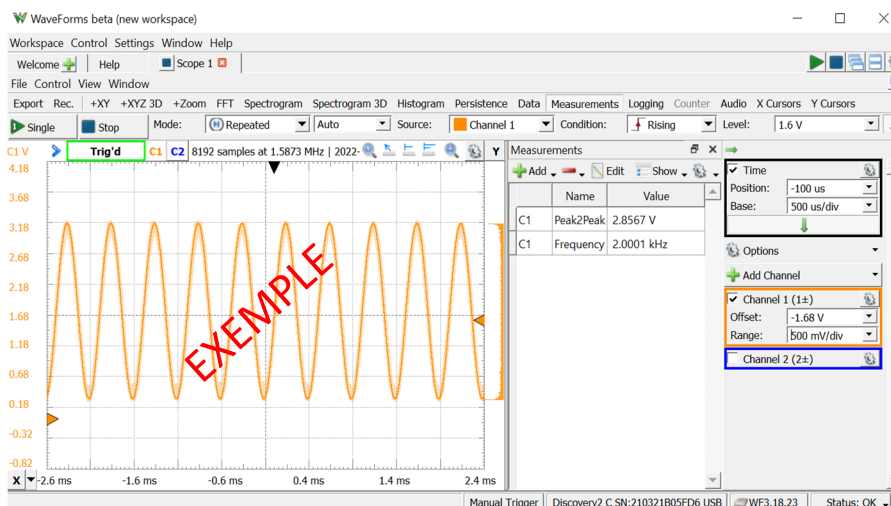 WaveForms beta (new workspace)
Workspace Control Settings Window Help
Welcome Help Scope 1
File Control View Window
Export Rec. +XY +XYZ 3D +Zoom FFT Spectrogram Spectrogram 3D Histogram Persistence Data Measurements Logging Counter Audio X Cursors Y Cursors
Single Stop Mode: Repeated Auto Source: Channel 1 Condition: Rising Level: 1.6 V
C1 V Trig'd C1 C2 8192 samples at 1.5873 MHz | 2022- Y
4.18
3.68
3.18
2.68
2.18
1.68
1.18
0.68
0.18
-0.32
-0.82
X -2.6 ms -1.6 ms -0.6 ms 0.4 ms 1.4 ms 2.4 ms
EXEMPLE
Measurements
Add Edit Show
Name Value
C1 Peak2Peak 2.8567 V
C1 Frequency 2.0001 kHz
Time
Position: -100 us
Base: 500 us/div
Options
Add Channel
Channel 1 (1±)
Offset: -1.68 V
Range: 500 mV/div
Channel 2 (2±)
Manual Trigger Discovery2 C SN:210321B05FD6 USB WF3.18.23 Status: OK